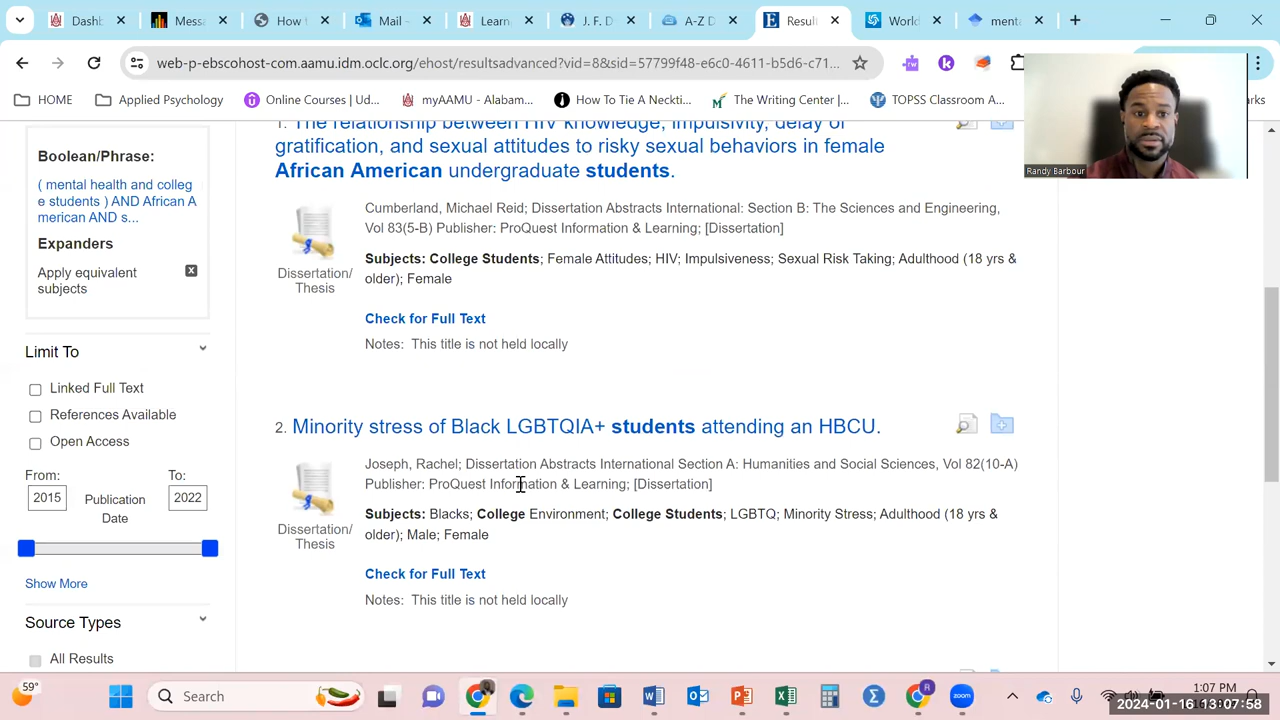 Dashb
Messa
How t
Mail -
Learn
J. F. D
A-Z D
Resul
World
menta
web-p-ebscohost-com.aamu.idm.oclc.org/ehost/resultsadvanced?vid=8&sid=57799f48-e6c0-4611-b5d6-c71...
HOME
Applied Psychology
Online Courses | Ud...
myAAMU - Alabam...
How To Tie A Neckti...
The Writing Center |...
TOPSS Classroom A...
rks
Randy Barbour
Boolean/Phrase:
( mental health and colleg
e students ) AND African A
merican AND s...
Expanders
Apply equivalent
subjects
Limit To
Linked Full Text
References Available
Open Access
From:
To:
2015
Publication
Date
2022
Show More
Source Types
All Results
1. The relationship between HIV knowledge, impulsivity, delay of
gratification, and sexual attitudes to risky sexual behaviors in female
African American undergraduate students.
Dissertation/
Thesis
Cumberland, Michael Reid; Dissertation Abstracts International: Section B: The Sciences and Engineering,
Vol 83(5-B) Publisher: ProQuest Information & Learning; [Dissertation]
Subjects: College Students; Female Attitudes; HIV; Impulsiveness; Sexual Risk Taking; Adulthood (18 yrs &
older); Female
Check for Full Text
Notes: This title is not held locally
2. Minority stress of Black LGBTQIA+ students attending an HBCU.
Dissertation/
Thesis
Joseph, Rachel; Dissertation Abstracts International Section A: Humanities and Social Sciences, Vol 82(10-A)
Publisher: ProQuest Information & Learning; [Dissertation]
Subjects: Blacks; College Environment; College Students; LGBTQ; Minority Stress; Adulthood (18 yrs &
older); Male; Female
Check for Full Text
Notes: This title is not held locally
59°
Search
zoom
1:07 PM
2024-01-16 13:07:58